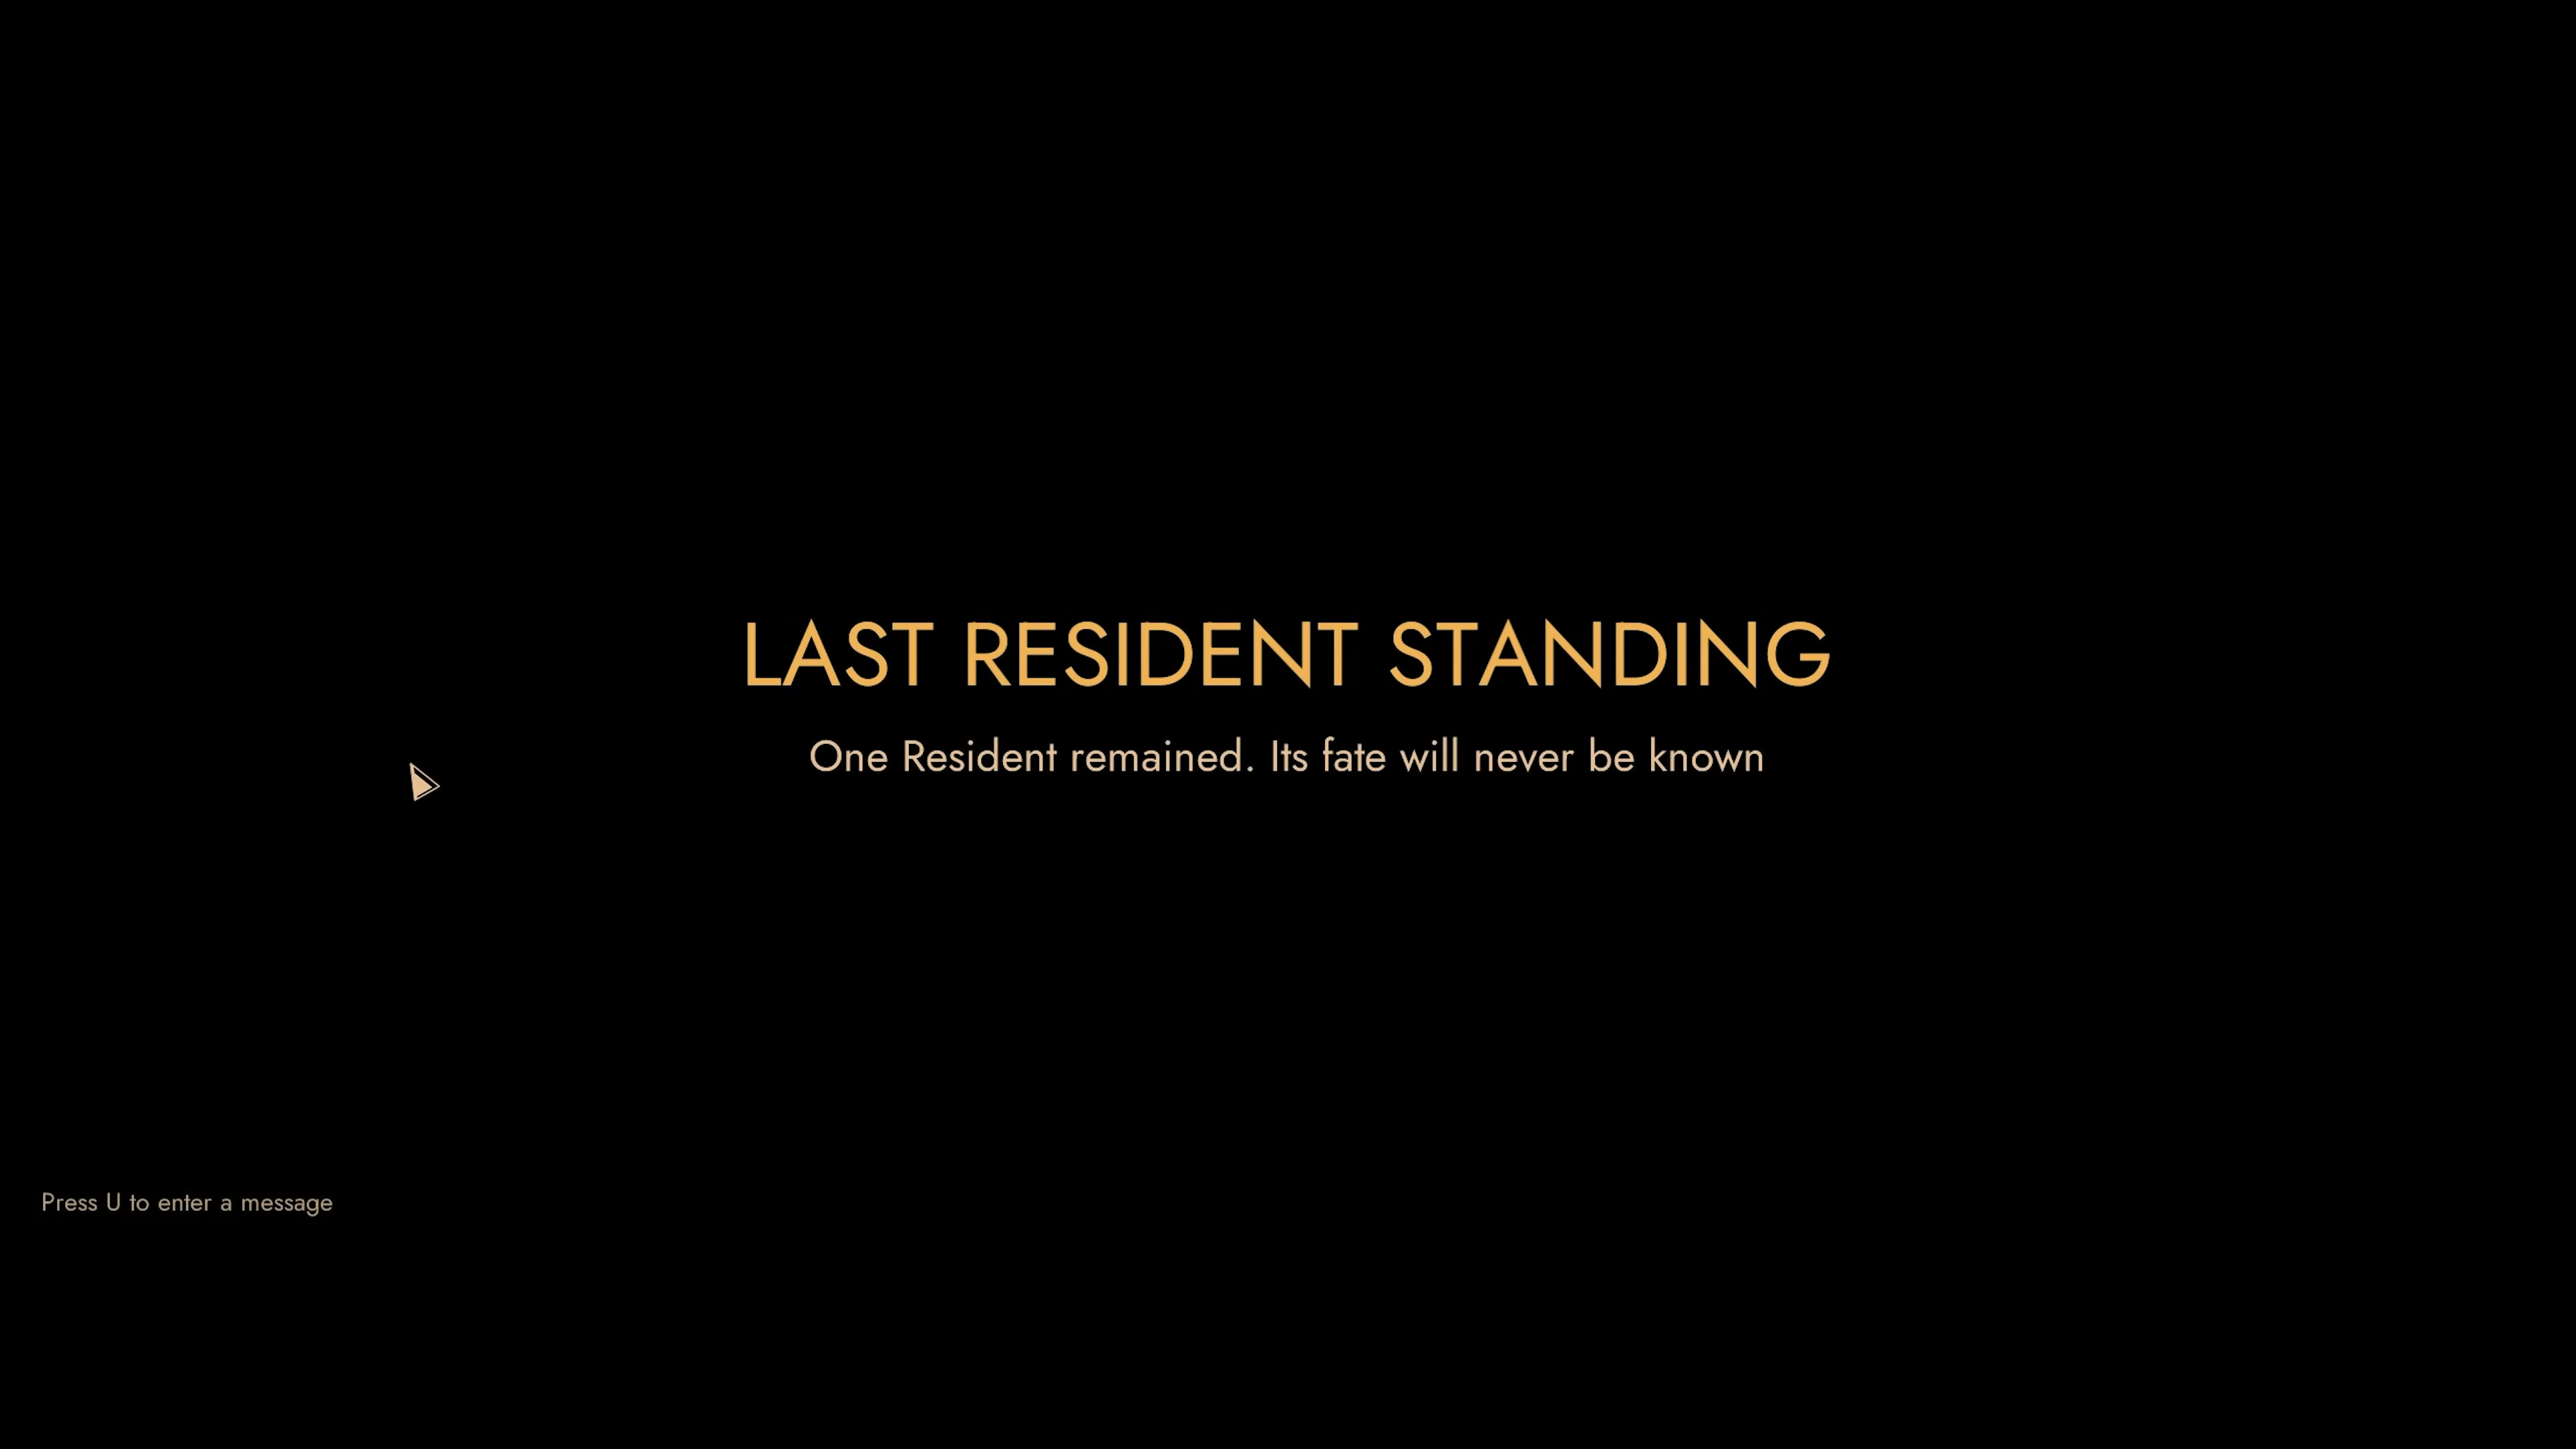 LAST RESIDENT STANDING
One Resident remained. Its fate will never be known
Press U to enter a message